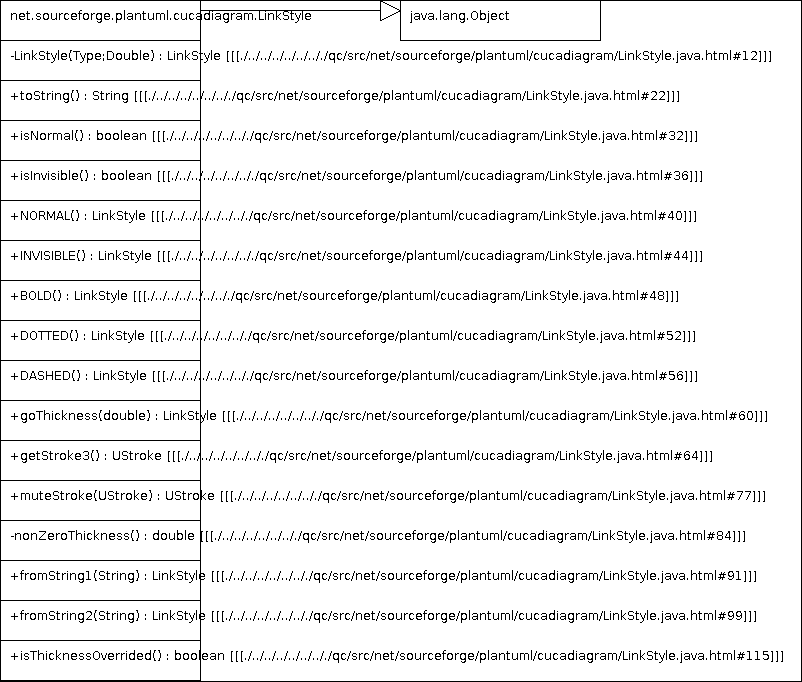 net.sourceforge.plantuml.cucadiagram.LinkStyle
java.lang.Object
-LinkStyle(Type;Double) : LinkStyle [[[./../../../../../../../qc/src/net/sourceforge/plantuml/cucadiagram/LinkStyle.java.html#12]]]
+toString() : String [[[./../../../../../../../qc/src/net/sourceforge/plantuml/cucadiagram/LinkStyle.java.html#22]]]
+isNormal() : boolean [[[./../../../../../../../qc/src/net/sourceforge/plantuml/cucadiagram/LinkStyle.java.html#32]]]
+isInvisible() : boolean [[[./../../../../../../../qc/src/net/sourceforge/plantuml/cucadiagram/LinkStyle.java.html#36]]]
+NORMAL() : LinkStyle [[[./../../../../../../../qc/src/net/sourceforge/plantuml/cucadiagram/LinkStyle.java.html#40]]]
+INVISIBLE() : LinkStyle [[[./../../../../../../../qc/src/net/sourceforge/plantuml/cucadiagram/LinkStyle.java.html#44]]]
+BOLD() : LinkStyle [[[./../../../../../../../qc/src/net/sourceforge/plantuml/cucadiagram/LinkStyle.java.html#48]]]
+DOTTED() : LinkStyle [[[./../../../../../../../qc/src/net/sourceforge/plantuml/cucadiagram/LinkStyle.java.html#52]]]
+DASHED() : LinkStyle [[[./../../../../../../../qc/src/net/sourceforge/plantuml/cucadiagram/LinkStyle.java.html#56]]]
+goThickness(double) : LinkStyle [[[./../../../../../../../qc/src/net/sourceforge/plantuml/cucadiagram/LinkStyle.java.html#60]]]
+getStroke3() : UStroke [[[./../../../../../../../qc/src/net/sourceforge/plantuml/cucadiagram/LinkStyle.java.html#64]]]
+muteStroke(UStroke) : UStroke [[[./../../../../../../../qc/src/net/sourceforge/plantuml/cucadiagram/LinkStyle.java.html#77]]]
-nonZeroThickness() : double [[[./../../../../../../../qc/src/net/sourceforge/plantuml/cucadiagram/LinkStyle.java.html#84]]]
+fromString1(String) : LinkStyle [[[./../../../../../../../qc/src/net/sourceforge/plantuml/cucadiagram/LinkStyle.java.html#91]]]
+fromString2(String) : LinkStyle [[[./../../../../../../../qc/src/net/sourceforge/plantuml/cucadiagram/LinkStyle.java.html#99]]]
+isThicknessOverrided() : boolean [[[./../../../../../../../qc/src/net/sourceforge/plantuml/cucadiagram/LinkStyle.java.html#115]]]